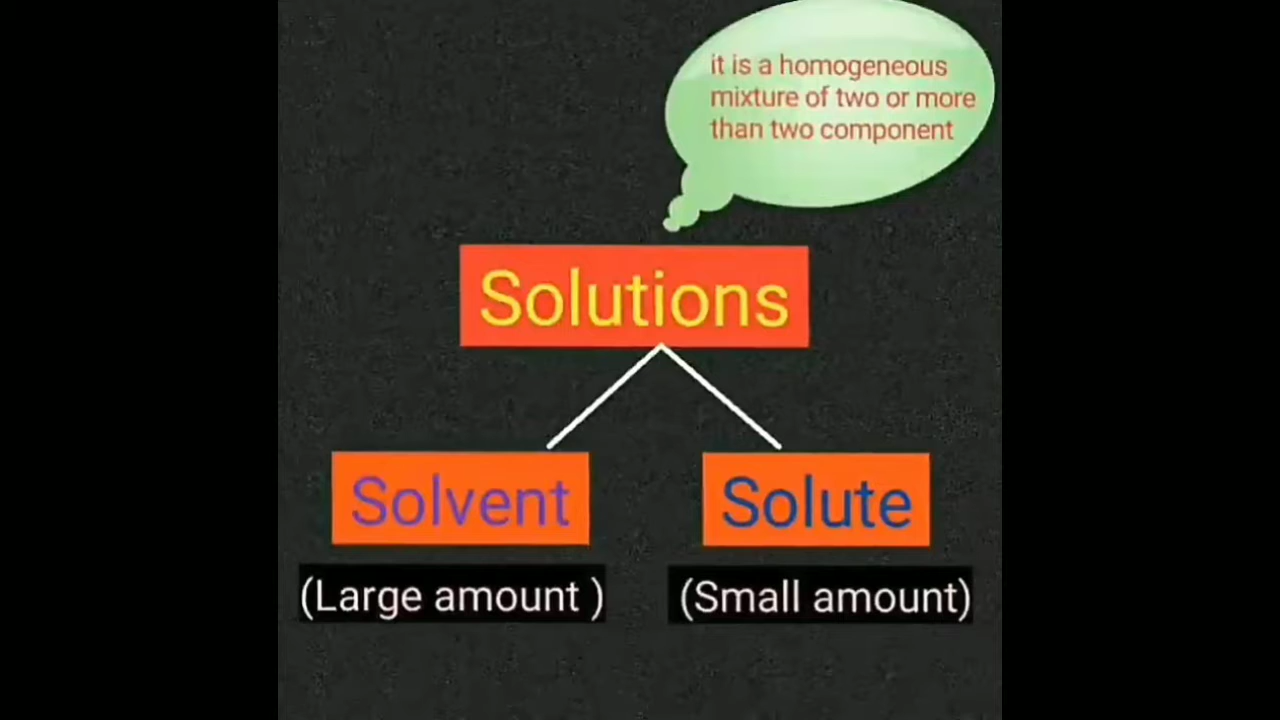 it is a homogeneous
mixture of two or more
than two component
Solutions
Solvent
Solute
(Large amount )
(Small amount)